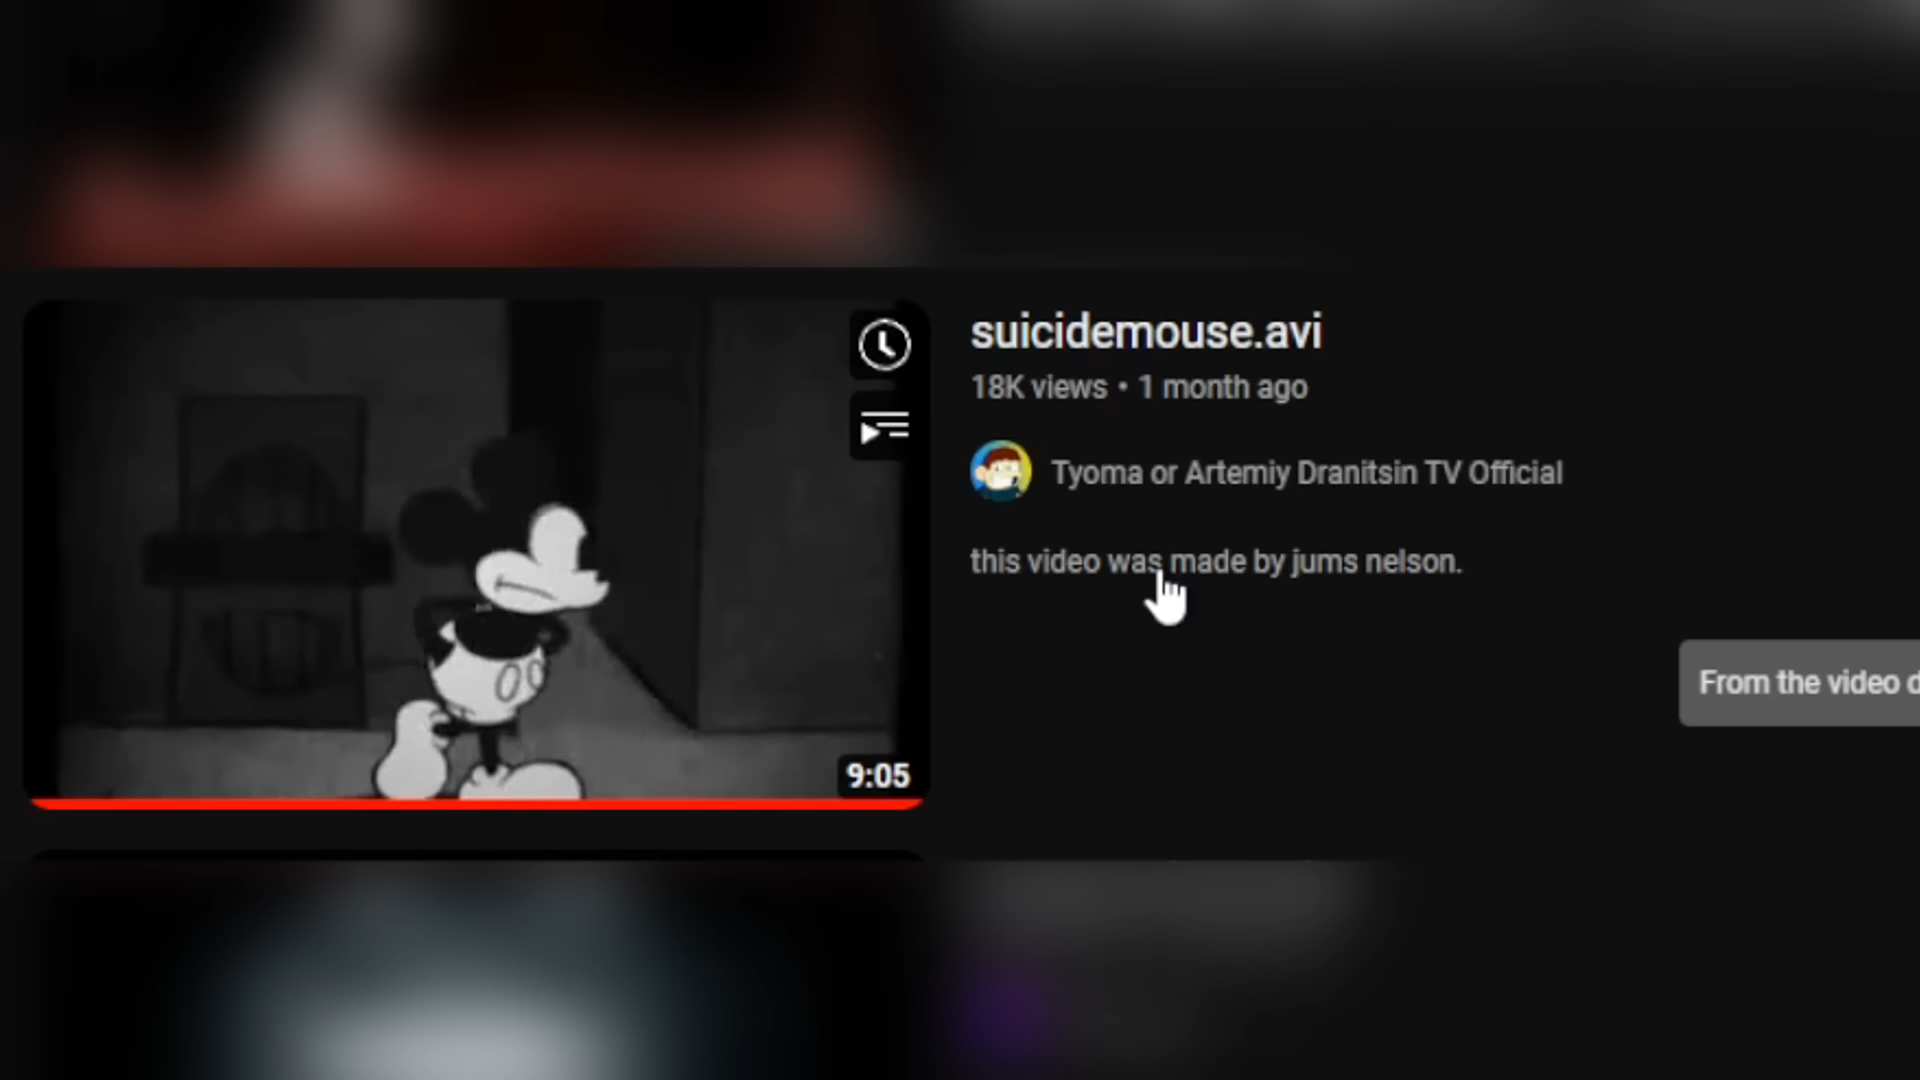 suicidemouse.avi
18K views • 1 month ago
Tyoma or Artemiy Dranitsin TV Official
this video was made by jums nelson.
From the video d
9:05